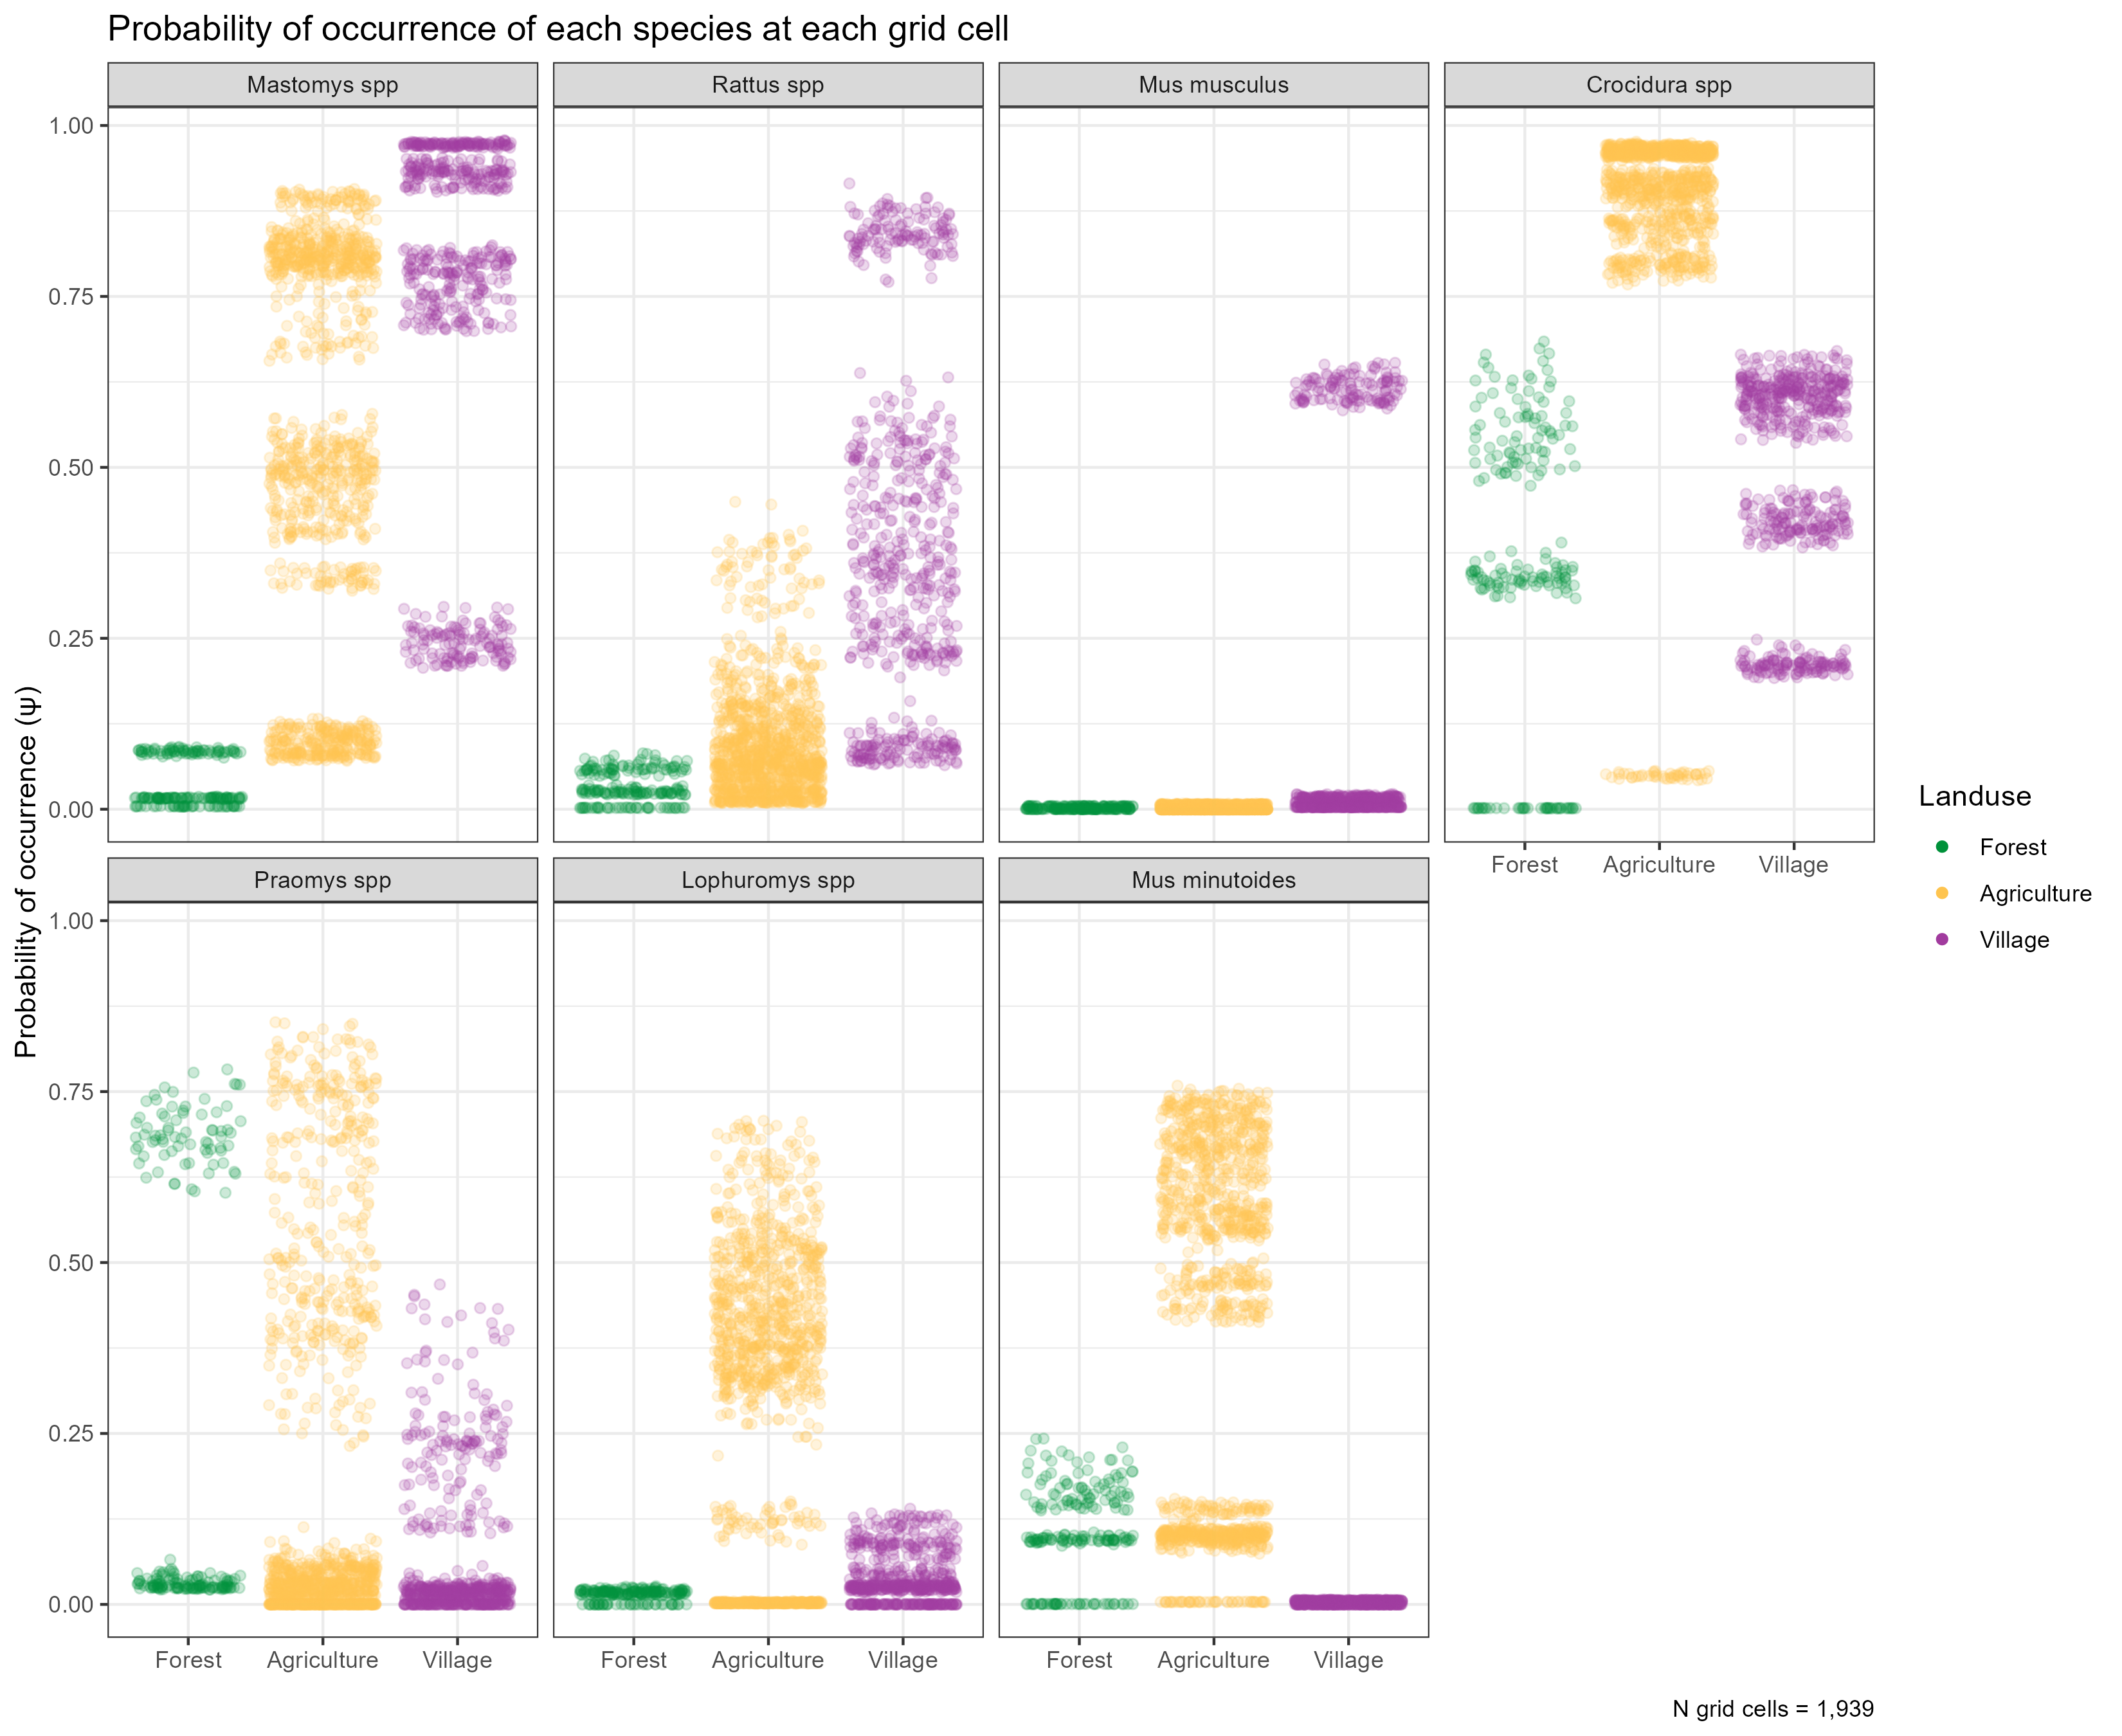 Probability of occurrence of each species at each grid cell
Mastomys spp
Rattus spp
Mus musculus
Crocidura spp
1.00
0.75
0.50
0.25
0.00
Forest
Agriculture
Village
Probability of occurrence (ψ)
Praomys spp
Lophuromys spp
Mus minutoides
1.00
0.75
0.50
0.25
0.00
Forest
Agriculture
Village
Forest
Agriculture
Village
Forest
Agriculture
Village
Landuse
Forest
Agriculture
Village
N grid cells = 1,939